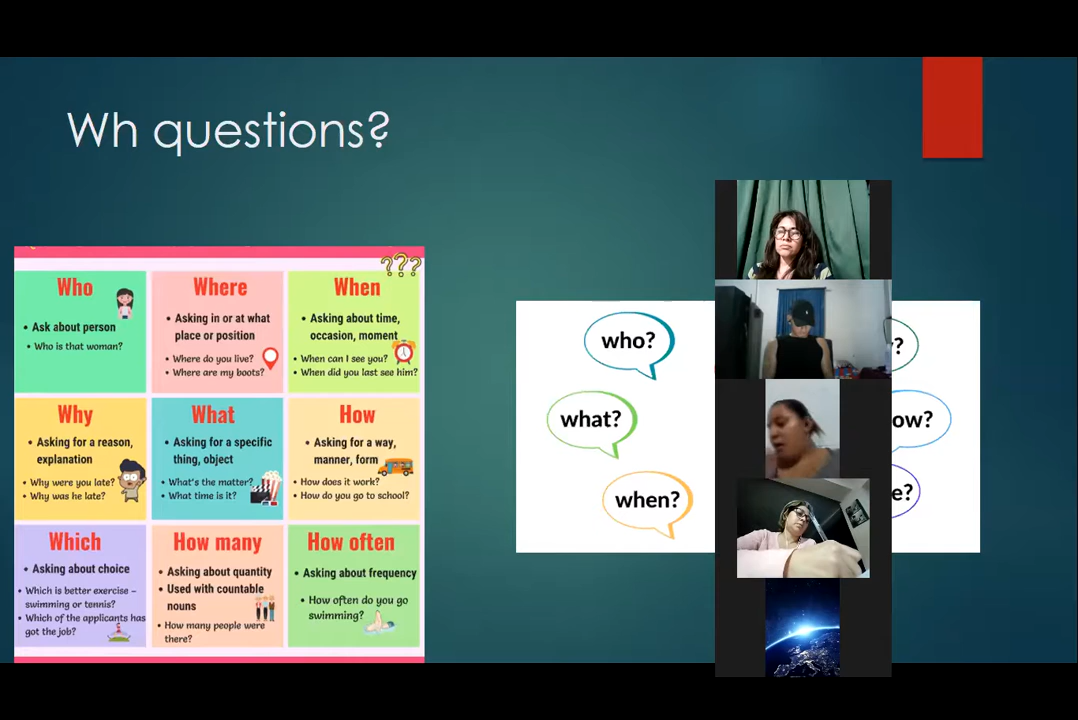 Wh questions?
???
Who
• Ask about person
• Who is that woman?
Where
• Asking in or at what
place or position
• Where do you live?
• Where are my boots?
When
• Asking about time,
occasion, moment
• When can I see you?
• When did you last see him?
Why
• Asking for a reason,
explanation
• Why were you late?
• Why was he late?
What
• Asking for a specific
thing, object
• What's the matter?
• What time is it?
How
• Asking for a way,
manner, form
• How does it work?
• How do you go to school?
Which
• Asking about choice
• Which is better exercise –
swimming or tennis?
• Which of the applicants has
got the job?
How many
• Asking about quantity
• Used with countable
nouns
• How many people were
there?
How often
• Asking about frequency
• How often do you go
swimming?
who?
what?
when?
?
ow?
e?